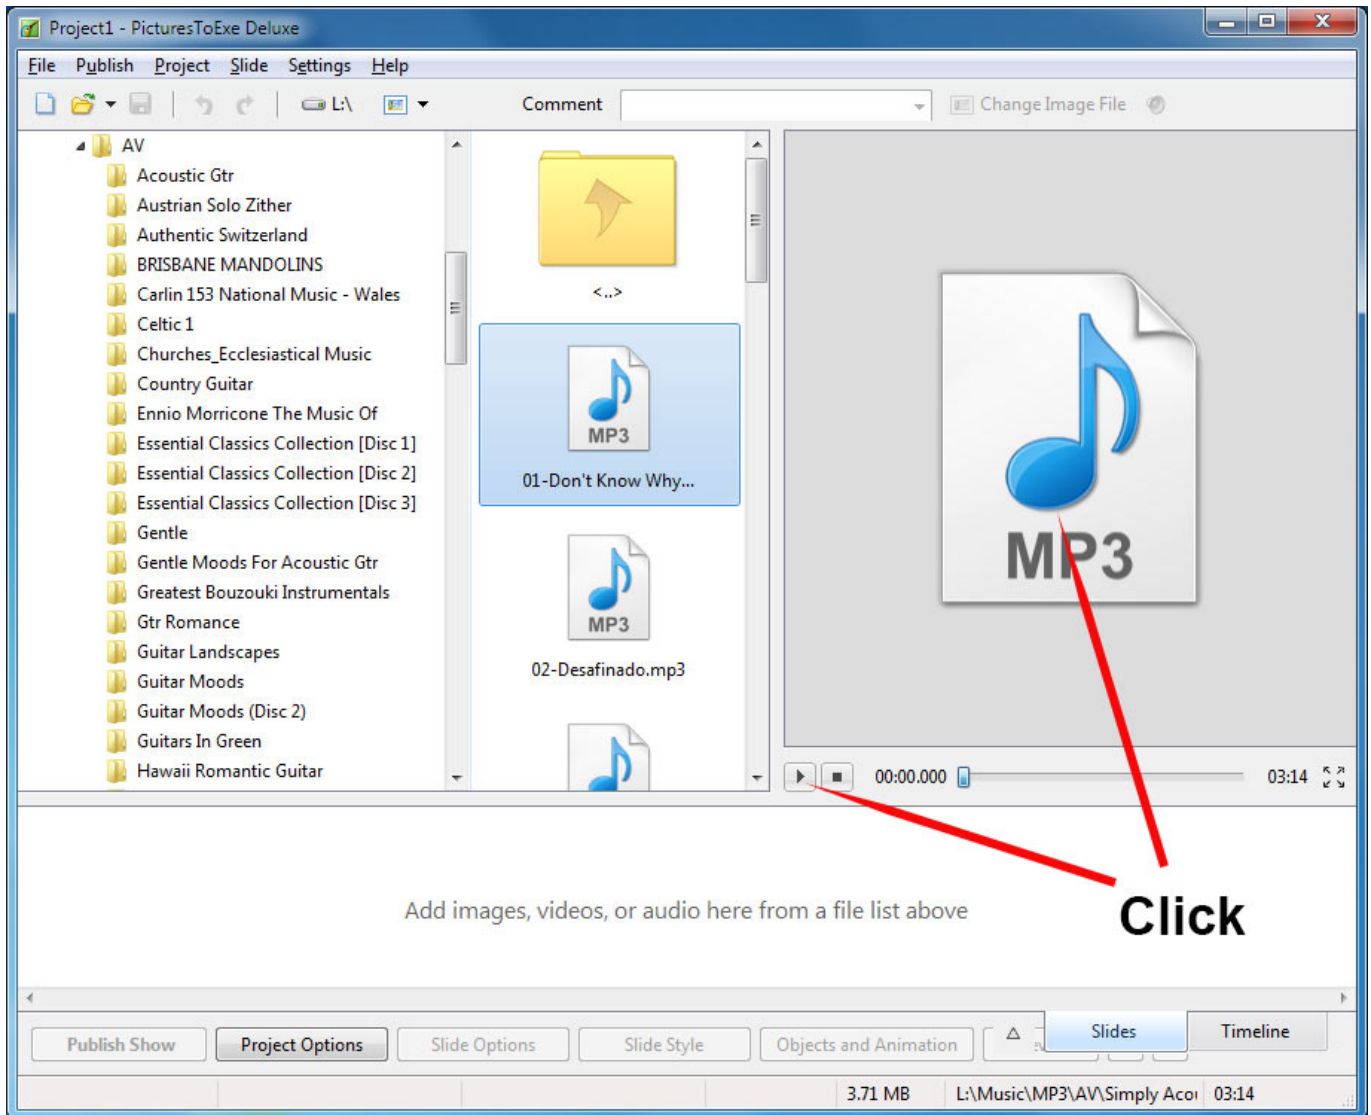 Project1 - PicturesToExe Deluxe
File Publish Project Slide Settings Help
L:\ Comment Change Image File
AV
Acoustic Gtr
Austrian Solo Zither
Authentic Switzerland
BRISBANE MANDOLINS
Carlin 153 National Music - Wales
Celtic 1
Churches_Ecclesiastical Music
Country Guitar
Ennio Morricone The Music Of
Essential Classics Collection [Disc 1]
Essential Classics Collection [Disc 2]
Essential Classics Collection [Disc 3]
Gentle
Gentle Moods For Acoustic Gtr
Greatest Bouzouki Instrumentals
Gtr Romance
Guitar Landscapes
Guitar Moods
Guitar Moods (Disc 2)
Guitars In Green
Hawaii Romantic Guitar
<..>
MP3
01-Don't Know Why...
MP3
02-Desafinado.mp3
MP3
00:00.000 03:14
Click
Add images, videos, or audio here from a file list above
Publish Show Project Options Slide Options Slide Style Objects and Animation Slides Timeline
3.71 MB L:\Music\MP3\AV\Simply Acou 03:14